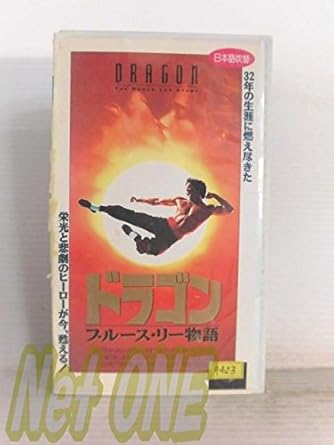 DRAGON
THE BRUCE LEE STORY
日本語吹替
32年の生涯に燃え尽きた
栄光と悲劇のヒーローが今、甦える!
ドラゴン
ブルース・リー物語
Net ONE